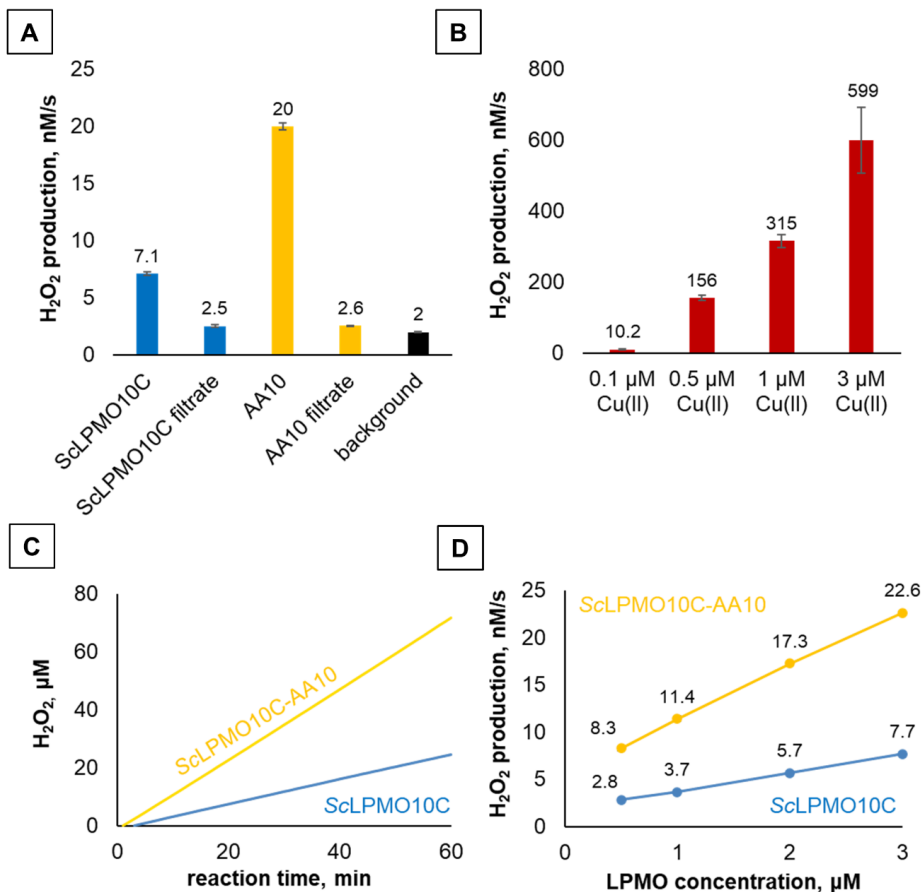 A
H₂O₂ production, nM/s
25
20
15
10
5
0
7.1
2.5
20
2.6
2
ScLPMO10C
ScLPMO10C filtrate
AA10
AA10 filtrate
background
B
H₂O₂ production, nM/s
800
600
400
200
0
10.2
156
315
599
0.1 µM
Cu(II)
0.5 µM
Cu(II)
1 µM
Cu(II)
3 µM
Cu(II)
C
H₂O₂, µM
80
60
40
20
0
ScLPMO10C-AA10
ScLPMO10C
0
20
40
60
reaction time, min
D
H₂O₂ production, nM/s
25
20
15
10
5
0
ScLPMO10C-AA10
8.3
11.4
17.3
22.6
2.8
3.7
5.7
7.7
ScLPMO10C
0
1
2
3
LPMO concentration, µM